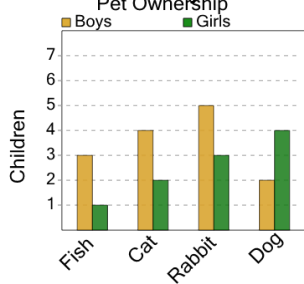 Pet Ownership
Boys
Girls
Children
7
6
5
4
3
2
1
Fish
Cat
Rabbit
Dog